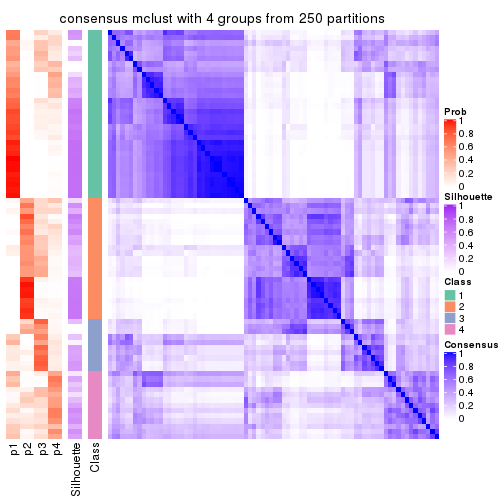 consensus mclust with 4 groups from 250 partitions
Prob
1
0.8
0.6
0.4
0.2
0
Silhouette
1
0.8
0.6
0.4
0.2
0
Class
1
2
3
4
Consensus
1
0.8
0.6
0.4
0.2
0
p1
p2
p3
p4
Silhouette
Class